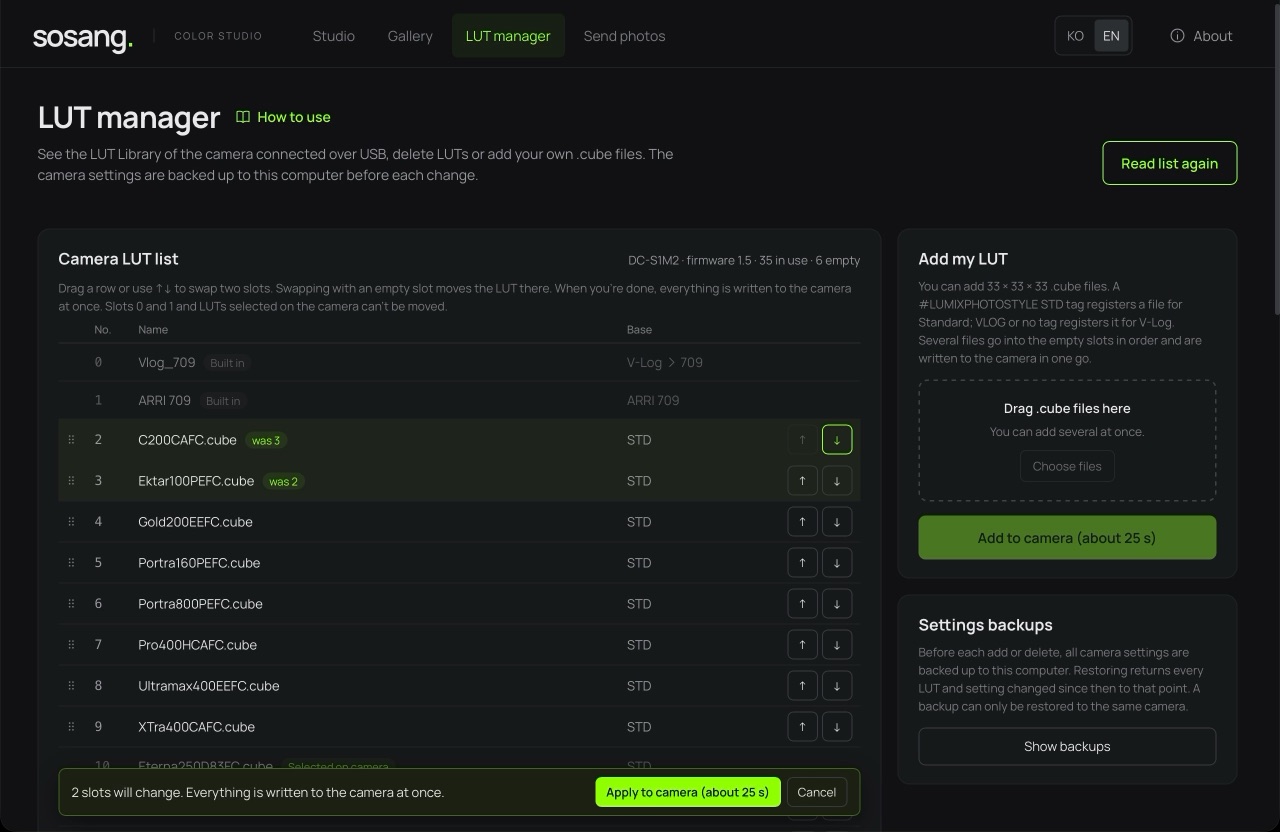 sosang.
COLOR STUDIO
Studio
Gallery
LUT manager
Send photos
KO
EN
About
LUT manager
How to use
See the LUT Library of the camera connected over USB, delete LUTs or add your own .cube files. The
camera settings are backed up to this computer before each change.
Read list again
Camera LUT list
DC-S1M2 · firmware 1.5 · 35 in use · 6 empty
Drag a row or use ↑↓ to swap two slots. Swapping with an empty slot moves the LUT there. When you're done, everything is written to the camera
at once. Slots 0 and 1 and LUTs selected on the camera can't be moved.
No. Name Base
0 Vlog_709 Built in V-Log > 709
1 ARRI 709 Built in ARRI 709
2 C200CAFC.cube was 3 STD ↑ ↓
3 Ektar100PEFC.cube was 2 STD ↑ ↓
4 Gold200EEFC.cube STD ↑ ↓
5 Portra160PEFC.cube STD ↑ ↓
6 Portra800PEFC.cube STD ↑ ↓
7 Pro400HCAFC.cube STD ↑ ↓
8 Ultramax400EEFC.cube STD ↑ ↓
9 XTra400CAFC.cube STD ↑ ↓
10 Eterna250D83FC.cube Selected on camera STD
2 slots will change. Everything is written to the camera at once.
Apply to camera (about 25 s)
Cancel
Add my LUT
You can add 33 × 33 × 33 .cube files. A
#LUMIXPHOTOSTYLE STD tag registers a file for
Standard; VLOG or no tag registers it for V-Log.
Several files go into the empty slots in order and are
written to the camera in one go.
Drag .cube files here
You can add several at once.
Choose files
Add to camera (about 25 s)
Settings backups
Before each add or delete, all camera settings are
backed up to this computer. Restoring returns every
LUT and setting changed since then to that point. A
backup can only be restored to the same camera.
Show backups